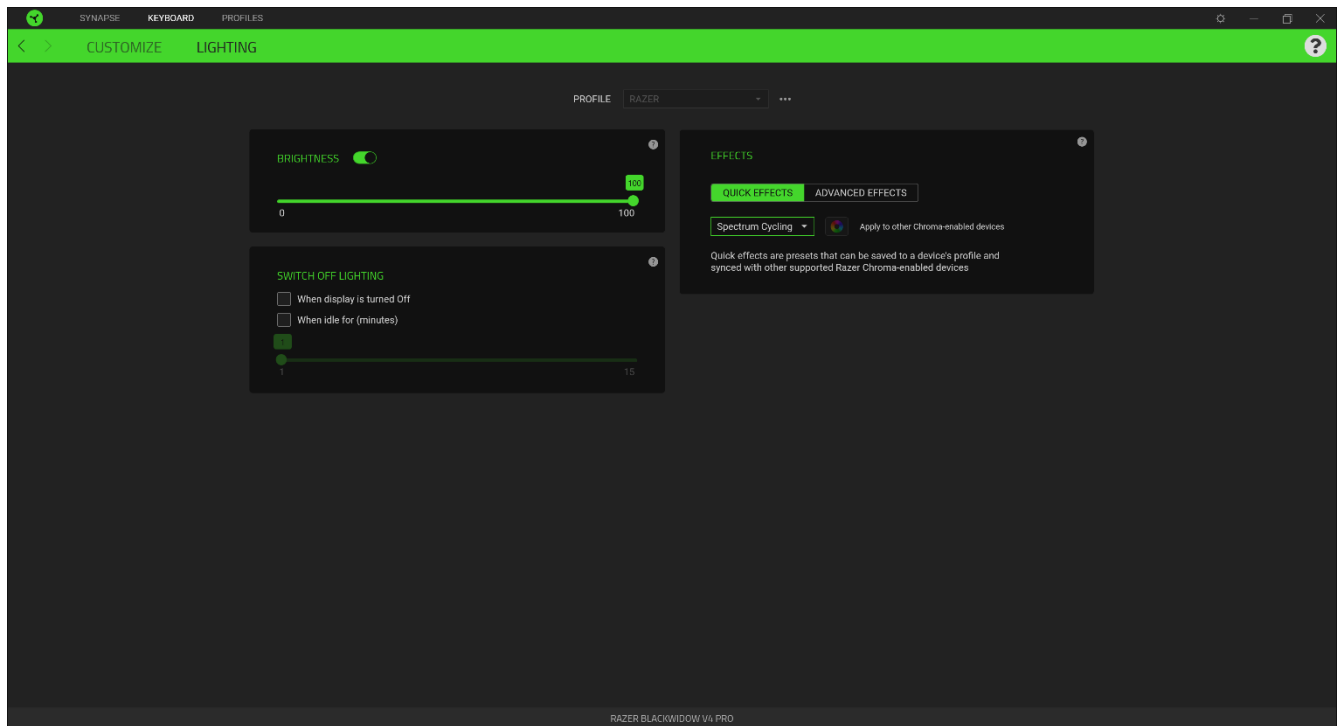 SYNAPSE KEYBOARD PROFILES
CUSTOMIZE LIGHTING ?
PROFILE RAZER •••
BRIGHTNESS ?
100
0 100
SWITCH OFF LIGHTING ?
When display is turned Off
When idle for (minutes)
1
1 15
EFFECTS ?
QUICK EFFECTS ADVANCED EFFECTS
Spectrum Cycling Apply to other Chroma-enabled devices
Quick effects are presets that can be saved to a device's profile and
synced with other supported Razer Chroma-enabled devices
RAZER BLACKWIDOW V4 PRO